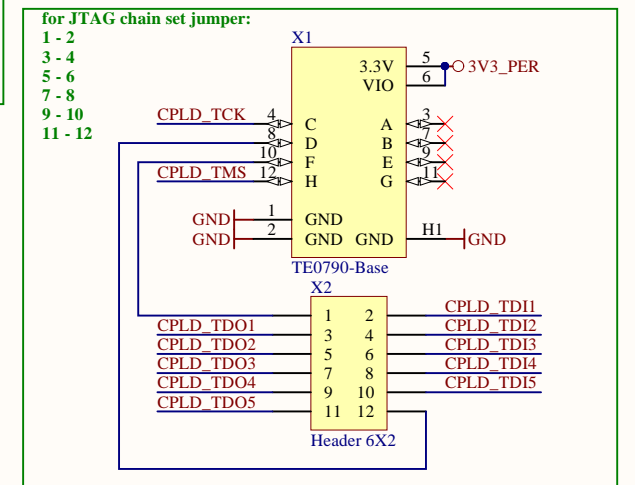 for JTAG chain set jumper:
1 - 2
3 - 4
5 - 6
7 - 8
9 - 10
11 - 12
X1
3.3V 5 3V3_PER
VIO 6
CPLD_TCK 4 C A 3
8 D B 7
10 F E 9
CPLD_TMS 12 H G 11
GND 1 GND
GND 2 GND GND H1 GND
TE0790-Base
X2
1 2 CPLD_TDI1
CPLD_TDO1 3 4 CPLD_TDI2
CPLD_TDO2 5 6 CPLD_TDI3
CPLD_TDO3 7 8 CPLD_TDI4
CPLD_TDO4 9 10 CPLD_TDI5
CPLD_TDO5 11 12
Header 6X2